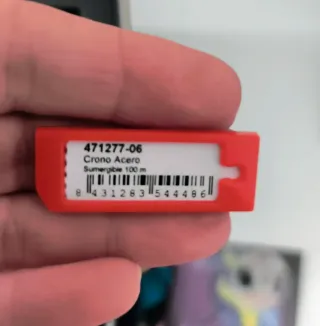 471277-06
Crono Acero
Sumergible 100 m
8 431283 544486